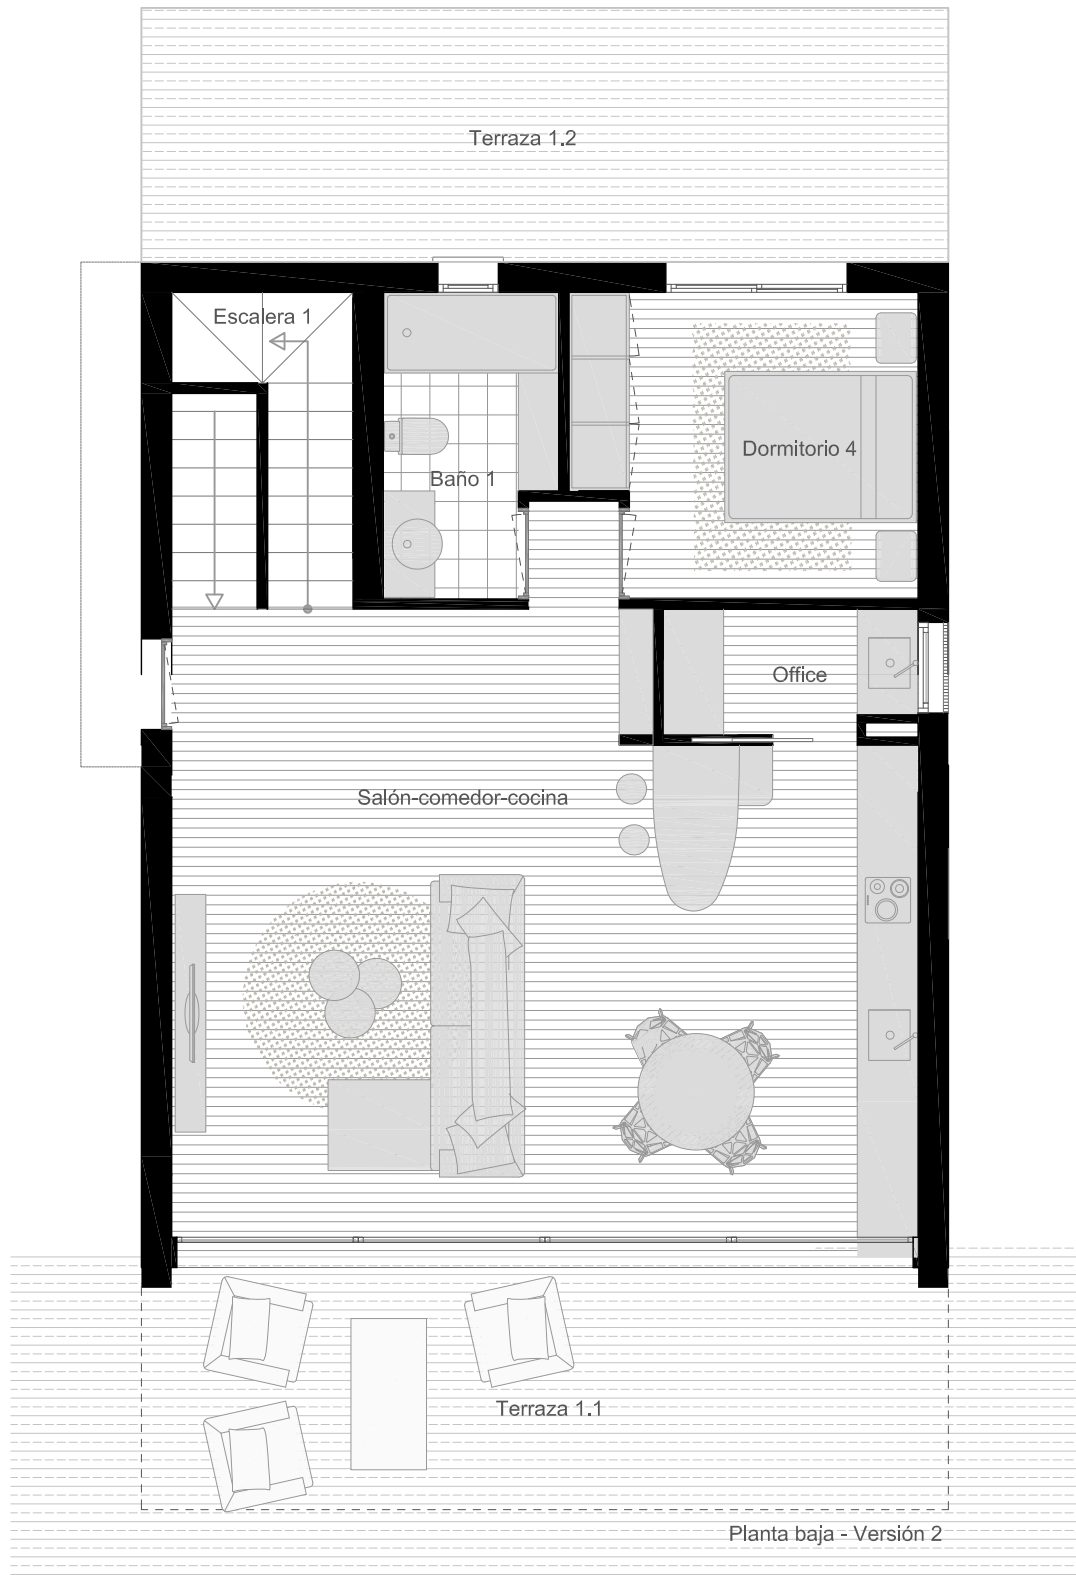 Terraza 1.2
Escalera 1
Dormitorio 4
Baño 1
Office
Salón-comedor-cocina
Terraza 1.1
Planta baja - Versión 2